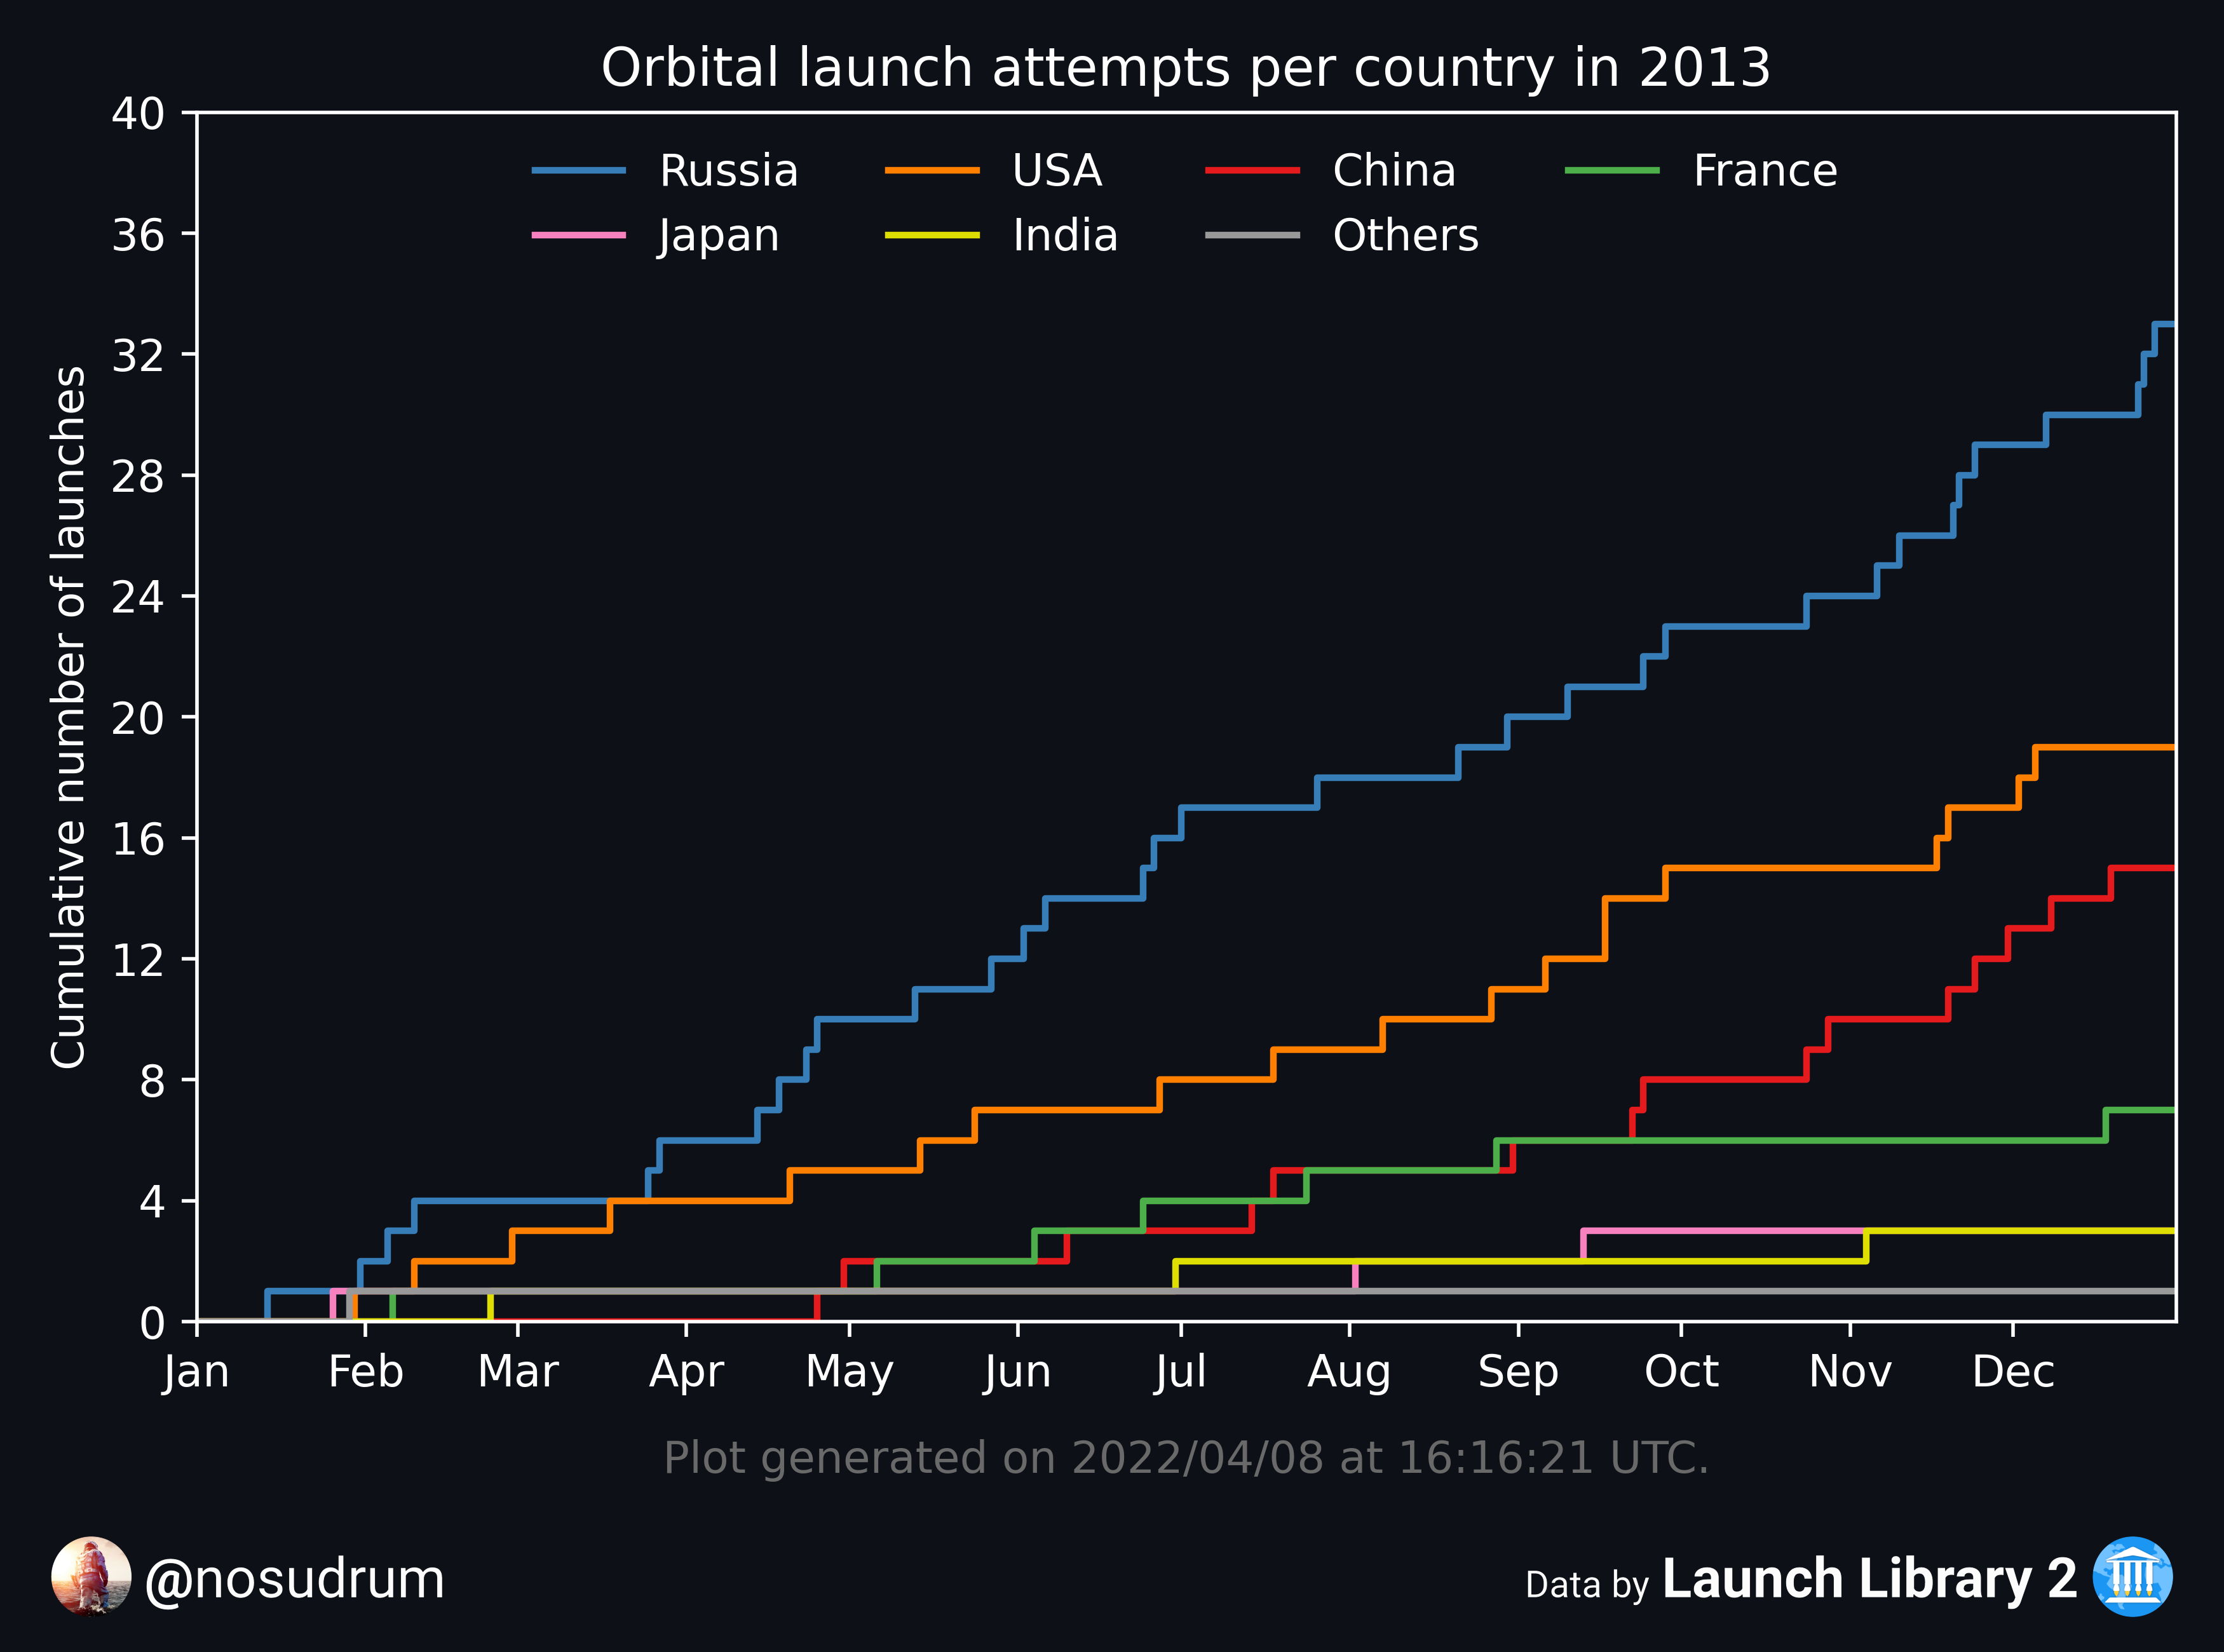 Orbital launch attempts per country in 2013
40
36
32
28
24
20
16
12
8
4
0
Cumulative number of launches
Russia USA China France
Japan India Others
Jan Feb Mar Apr May Jun Jul Aug Sep Oct Nov Dec
Plot generated on 2022/04/08 at 16:16:21 UTC.
@nosudrum
Data by Launch Library 2